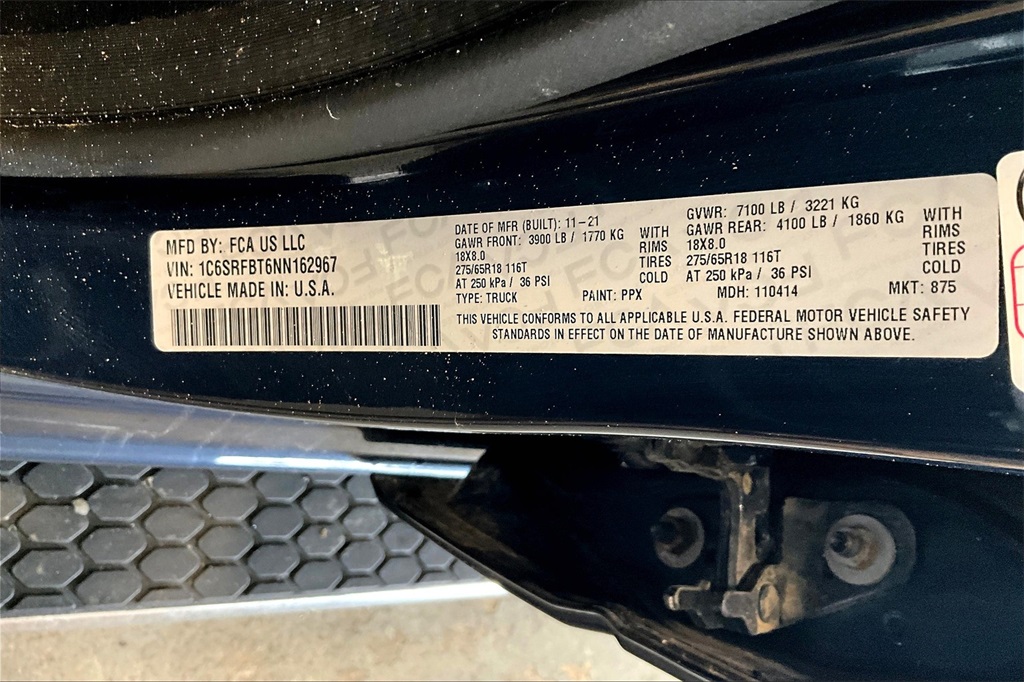 MFD BY: FCA US LLC
VIN: 1C6SRFBT6NN162967
VEHICLE MADE IN: U.S.A.
DATE OF MFR (BUILT): 11-21
GAWR FRONT: 3900 LB / 1770 KG WITH
18X8.0 RIMS
275/65R18 116T TIRES
AT 250 kPa / 36 PSI COLD
TYPE: TRUCK PAINT: PPX
GVWR: 7100 LB / 3221 KG
GAWR REAR: 4100 LB / 1860 KG WITH
18X8.0 RIMS
275/65R18 116T TIRES
AT 250 kPa / 36 PSI COLD
MDH: 110414 MKT: 875
THIS VEHICLE CONFORMS TO ALL APPLICABLE U.S.A. FEDERAL MOTOR VEHICLE SAFETY
STANDARDS IN EFFECT ON THE DATE OF MANUFACTURE SHOWN ABOVE.